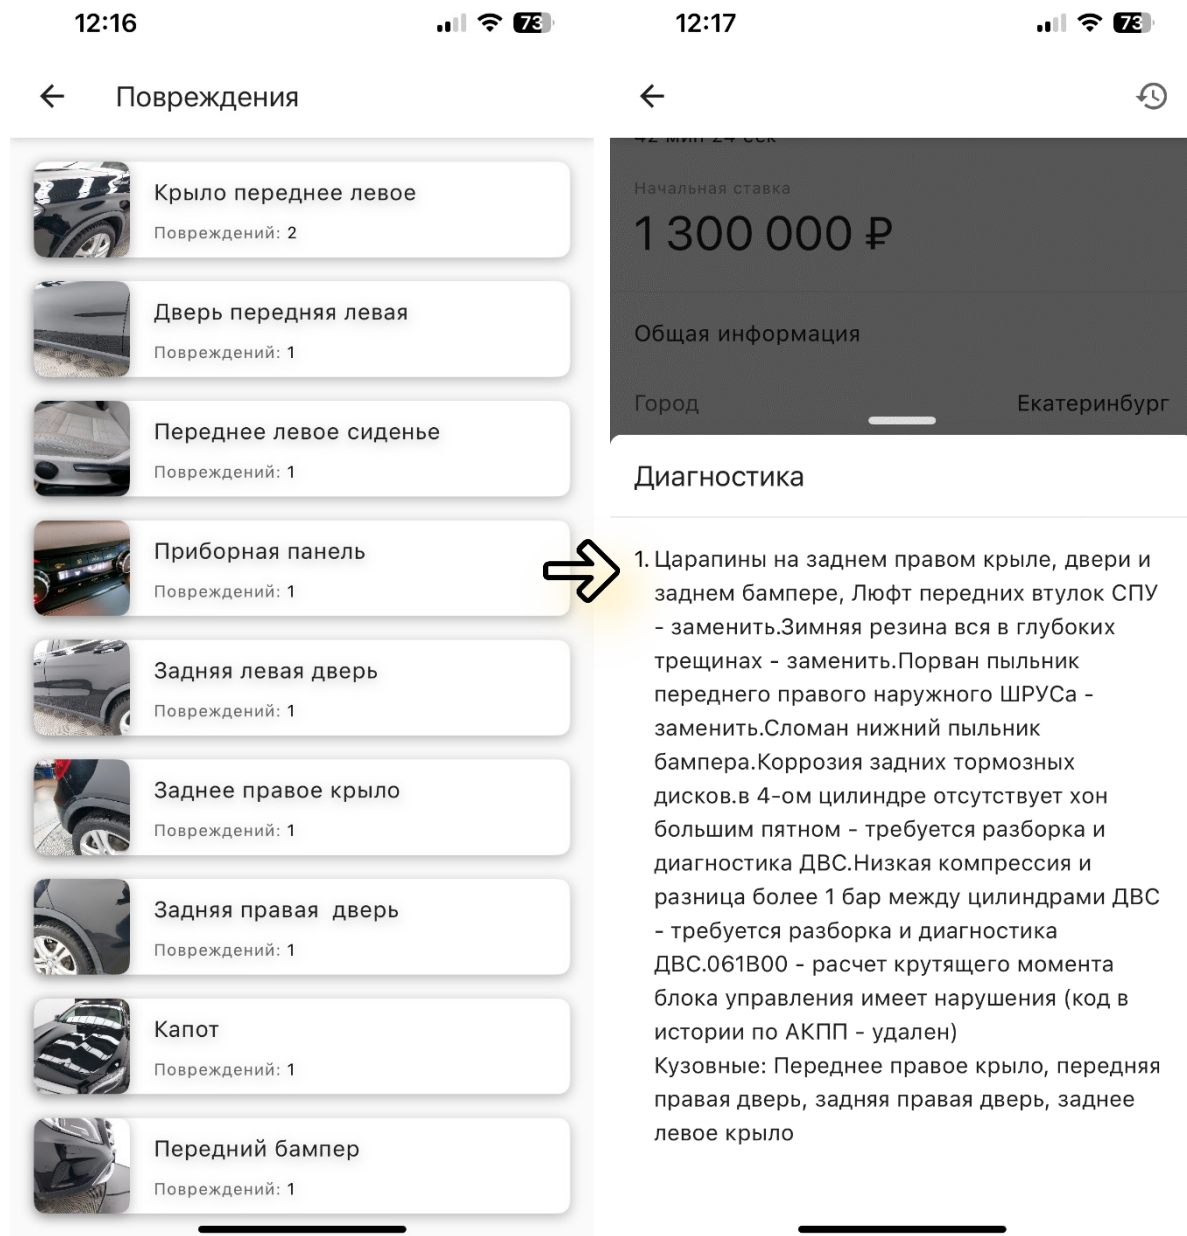 12:16
73
Повреждения
Крыло переднее левое
Повреждений: 2
Дверь передняя левая
Повреждений: 1
Переднее левое сиденье
Повреждений: 1
Приборная панель
Повреждений: 1
Задняя левая дверь
Повреждений: 1
Заднее правое крыло
Повреждений: 1
Задняя правая  дверь
Повреждений: 1
Капот
Повреждений: 1
Передний бампер
Повреждений: 1
12:17
73
42 мин 24 сек
Начальная ставка
1 300 000 ₽
Общая информация
Город
Екатеринбург
Диагностика
1. Царапины на заднем правом крыле, двери и
заднем бампере, Люфт передних втулок СПУ
- заменить.Зимняя резина вся в глубоких
трещинах - заменить.Порван пыльник
переднего правого наружного ШРУСа -
заменить.Сломан нижний пыльник
бампера.Коррозия задних тормозных
дисков.в 4-ом цилиндре отсутствует хон
большим пятном - требуется разборка и
диагностика ДВС.Низкая компрессия и
разница более 1 бар между цилиндрами ДВС
- требуется разборка и диагностика
ДВС.061B00 - расчет крутящего момента
блока управления имеет нарушения (код в
истории по АКПП - удален)
Кузовные: Переднее правое крыло, передняя
правая дверь, задняя правая дверь, заднее
левое крыло